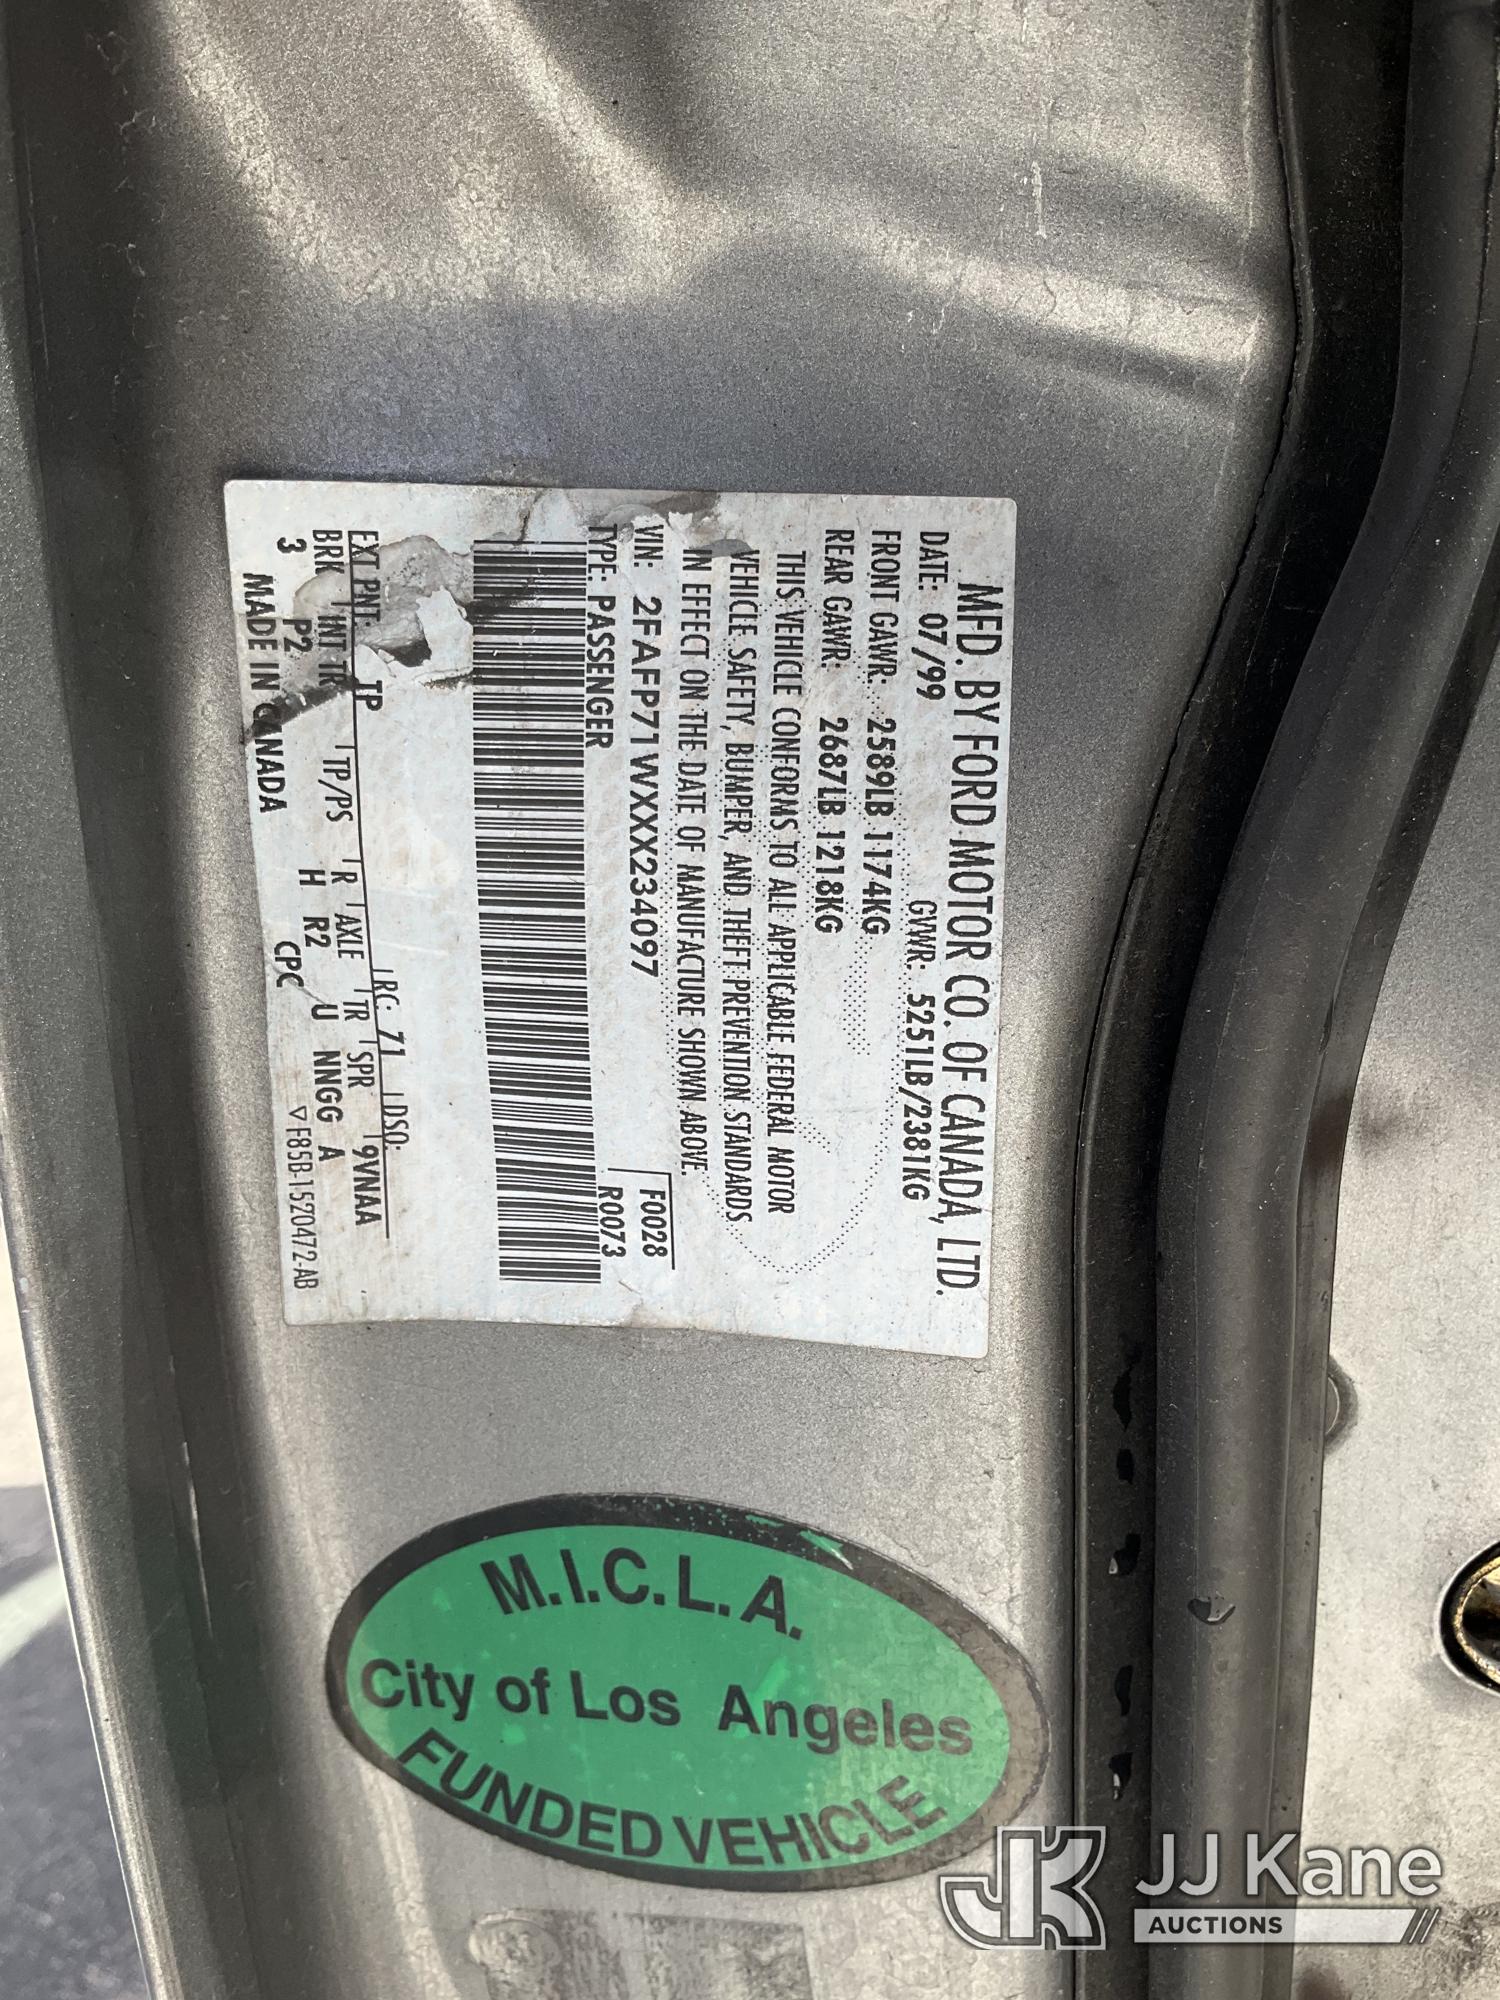 MFD. BY FORD MOTOR CO. OF CANADA, LTD.
DATE: 07/99 GVWR: 5251LB/2381KG
FRONT GAWR: 2589LB 1174KG
REAR GAWR: 2687LB 1218KG
THIS VEHICLE CONFORMS TO ALL APPLICABLE FEDERAL MOTOR
VEHICLE SAFETY, BUMPER, AND THEFT PREVENTION STANDARDS
IN EFFECT ON THE DATE OF MANUFACTURE SHOWN ABOVE.
VIN: 2FAFP71WXXX234097 F0028
TYPE: PASSENGER R0073
EXT PNT: TP RC: 71 DSO:
BRK INT TR TP/PS R AXLE TR SPR 9VNAA
3 P2 H R2 U NNGG A
MADE IN CANADA CPC F85B-1520472-AB
M.I.C.L.A.
City of Los Angeles
FUNDED VEHICLE
JJ Kane
AUCTIONS